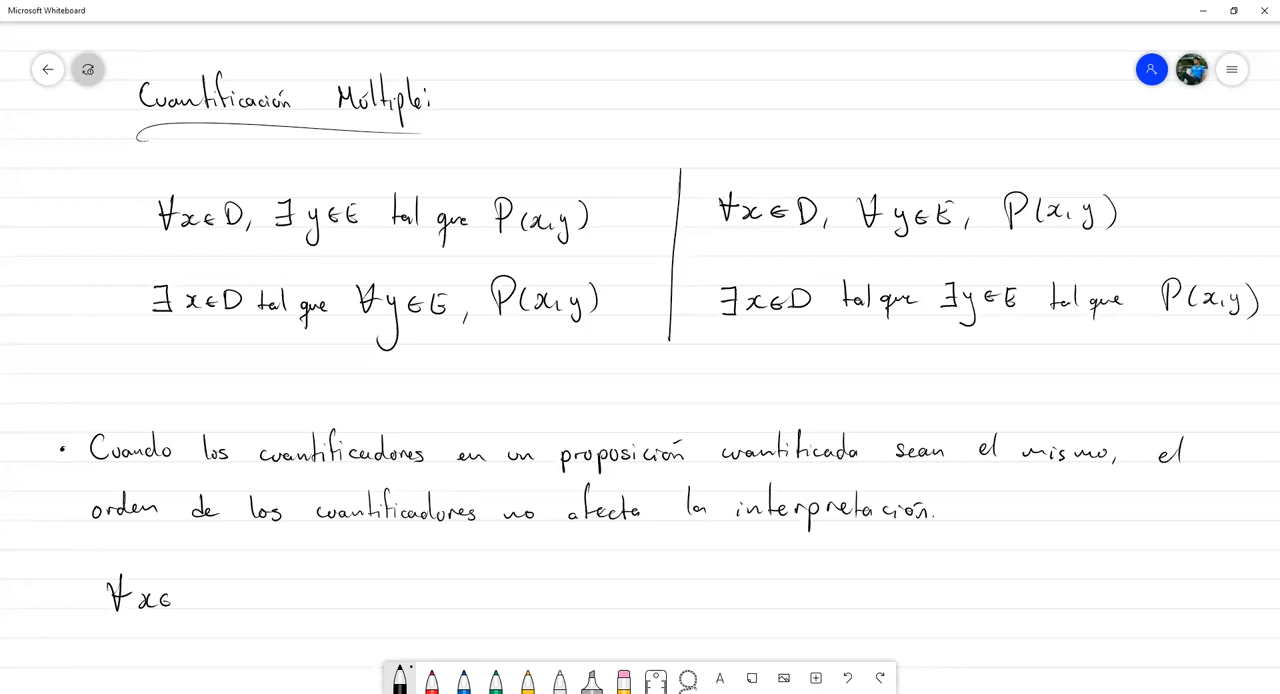 Microsoft Whiteboard
Cuantificación Múltiple:
∀x∈D, ∃y∈E tal que P(x,y)
∃x∈D tal que ∀y∈E, P(x,y)
∀x∈D, ∀y∈E, P(x,y)
∃x∈D tal que ∃y∈E tal que P(x,y)
• Cuando los cuantificadores en un proposición cuantificada sean el mismo, el
orden de los cuantificadores no afecta la interpretación.
∀x∈